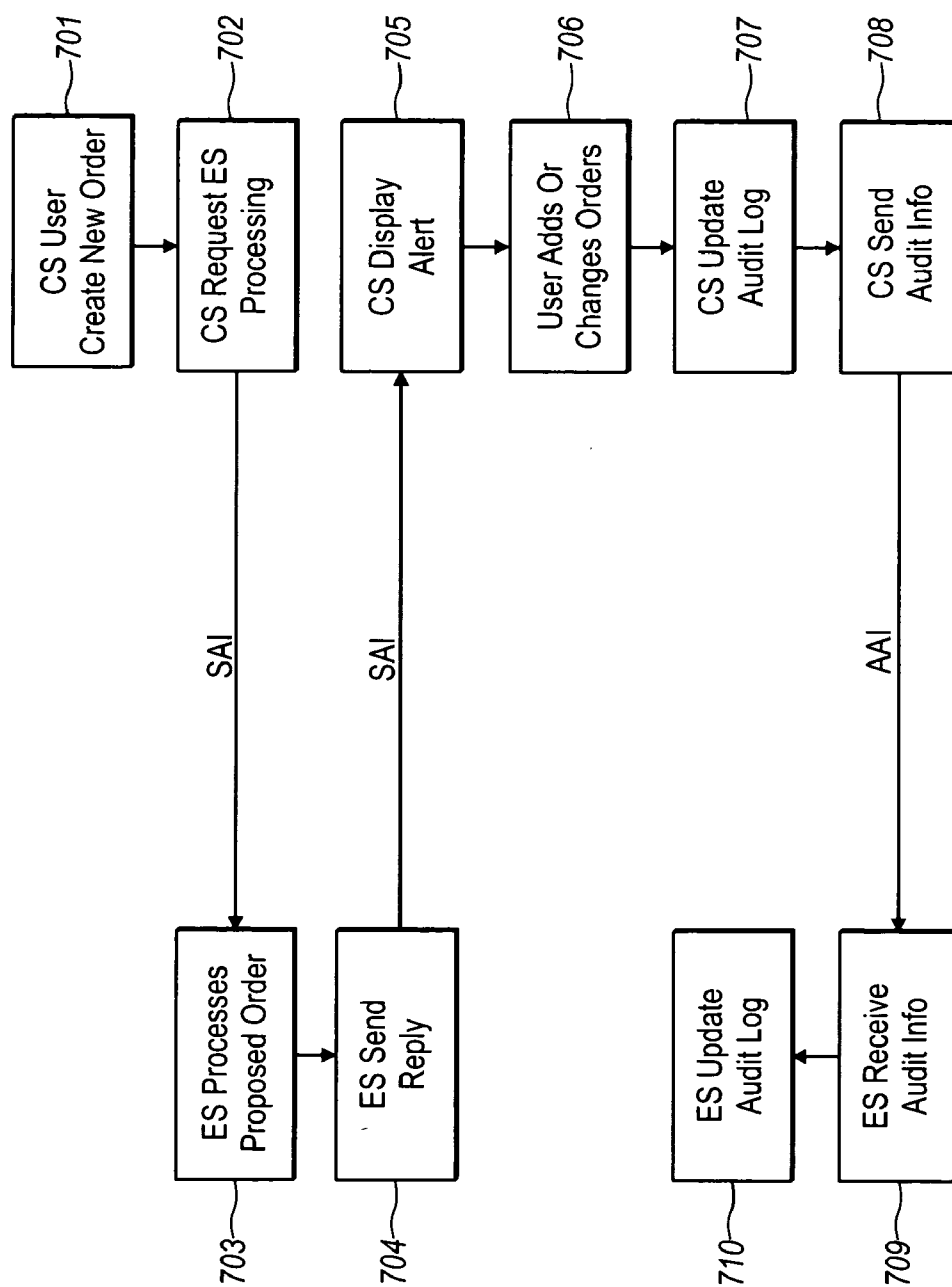 CS User
Create New Order
701
CS Request ES
Processing
702
SAI
ES Processes
Proposed Order
703
ES Send
Reply
704
SAI
CS Display
Alert
705
User Adds Or
Changes Orders
706
CS Update
Audit Log
707
CS Send
Audit Info
708
AAI
ES Receive
Audit Info
709
ES Update
Audit Log
710